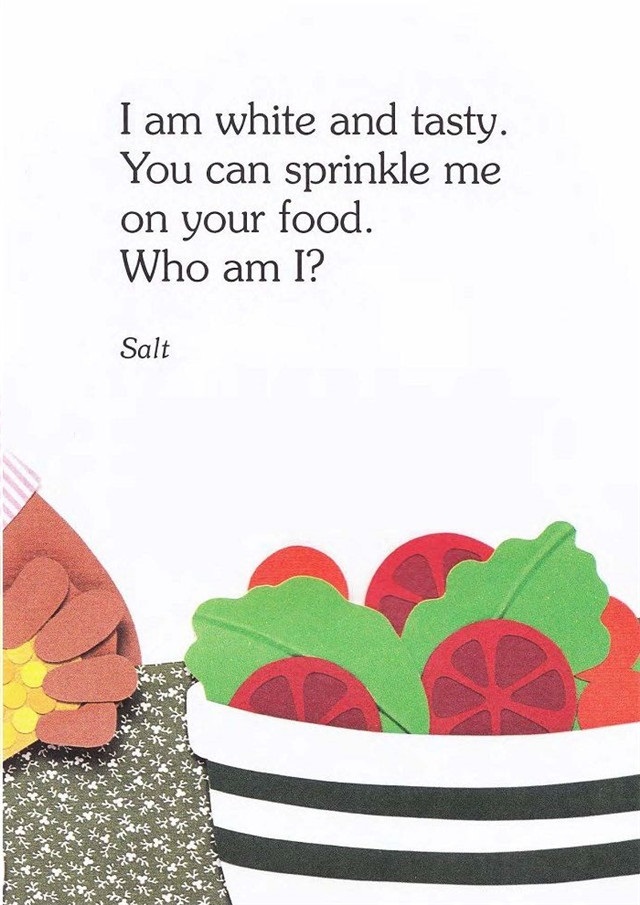 I am white and tasty.
You can sprinkle me
on your food.
Who am I?
Salt